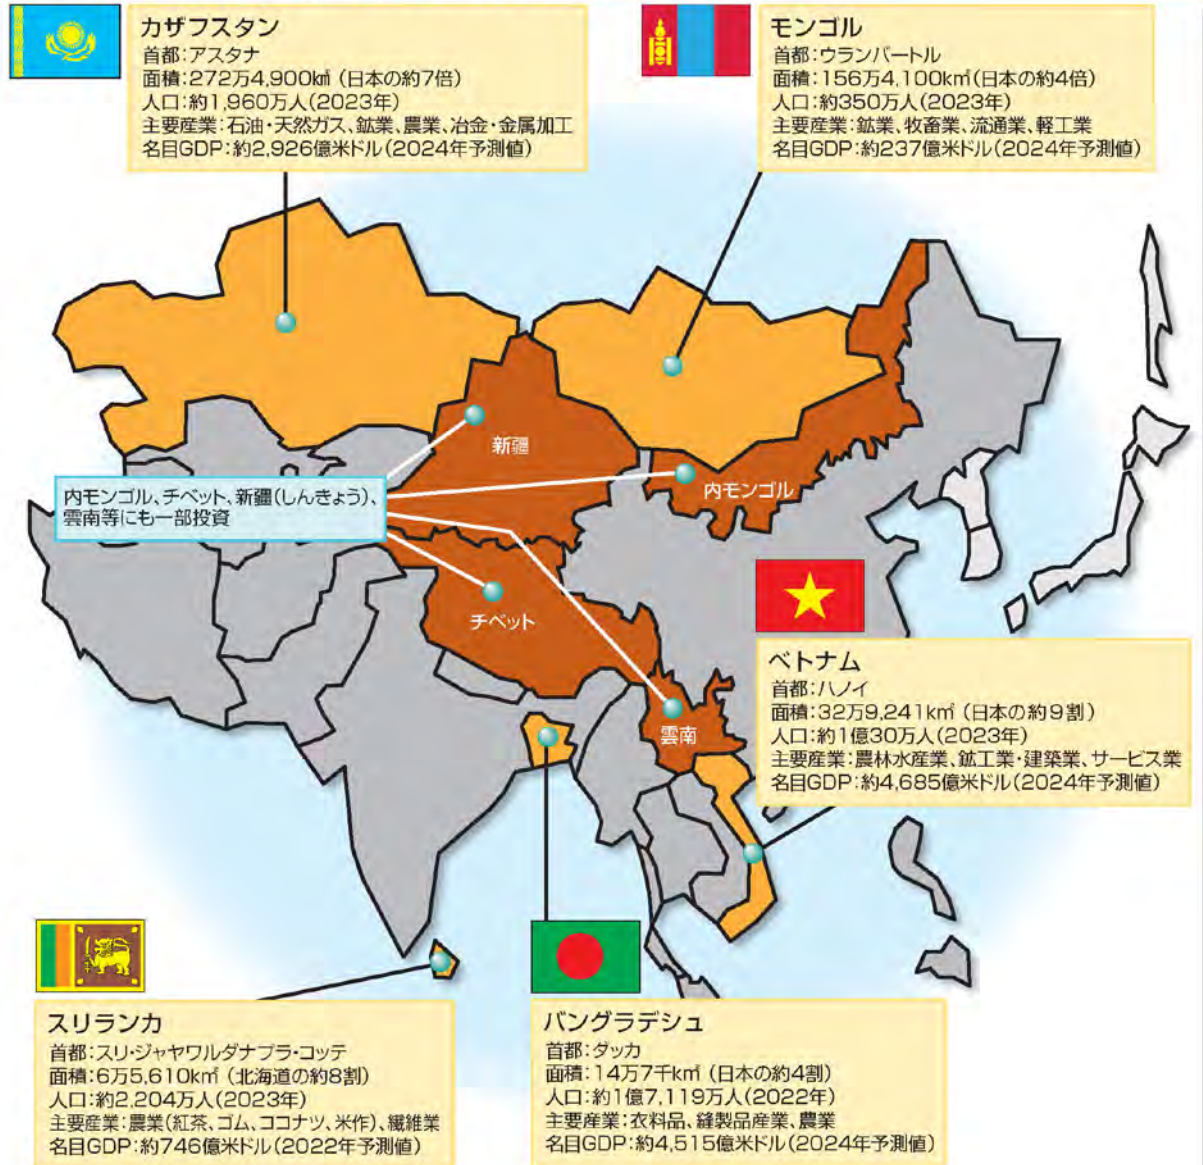 カザフスタン
首都：アスタナ
面積：272万4,900㎢ （日本の約7倍）
人口：約1,960万人（2023年）
主要産業：石油・天然ガス、鉱業、農業、冶金・金属加工
名目GDP：約2,926億米ドル（2024年予測値）
モンゴル
首都：ウランバートル
面積：156万4,100k㎡（日本の約4倍）
人口：約350万人（2023年）
主要産業：鉱業、牧畜業、流通業、軽工業
名目GDP：約237億米ドル（2024年予測値）
新疆
内モンゴル
内モンゴル、チベット、新疆（しんきょう）、
雲南等にも一部投資
チベット
雲南
ベトナム
首都：ハノイ
面積：32万9,241k㎡ （日本の約９割）
人口：約1億30万人（2023年）
主要産業：農林水産業、鉱工業・建築業、サービス業
名目GDP：約4,685億米ドル（2024年予測値）
スリランカ
首都：スリ・ジャヤワルダナプラ・コッテ
面積：6万5,610k㎡ （北海道の約8割）
人口：約2,204万人（2023年）
主要産業：農業（紅茶、ゴム、ココナツ、米作）、繊維業
名目GDP：約746億米ドル（2022年予測値）
バングラデシュ
首都：ダッカ
面積：14万7千k㎡ （日本の約4割）
人口：約1億7,119万人（2022年）
主要産業：衣料品、縫製品産業、農業
名目GDP：約4,515億米ドル（2024年予測値）